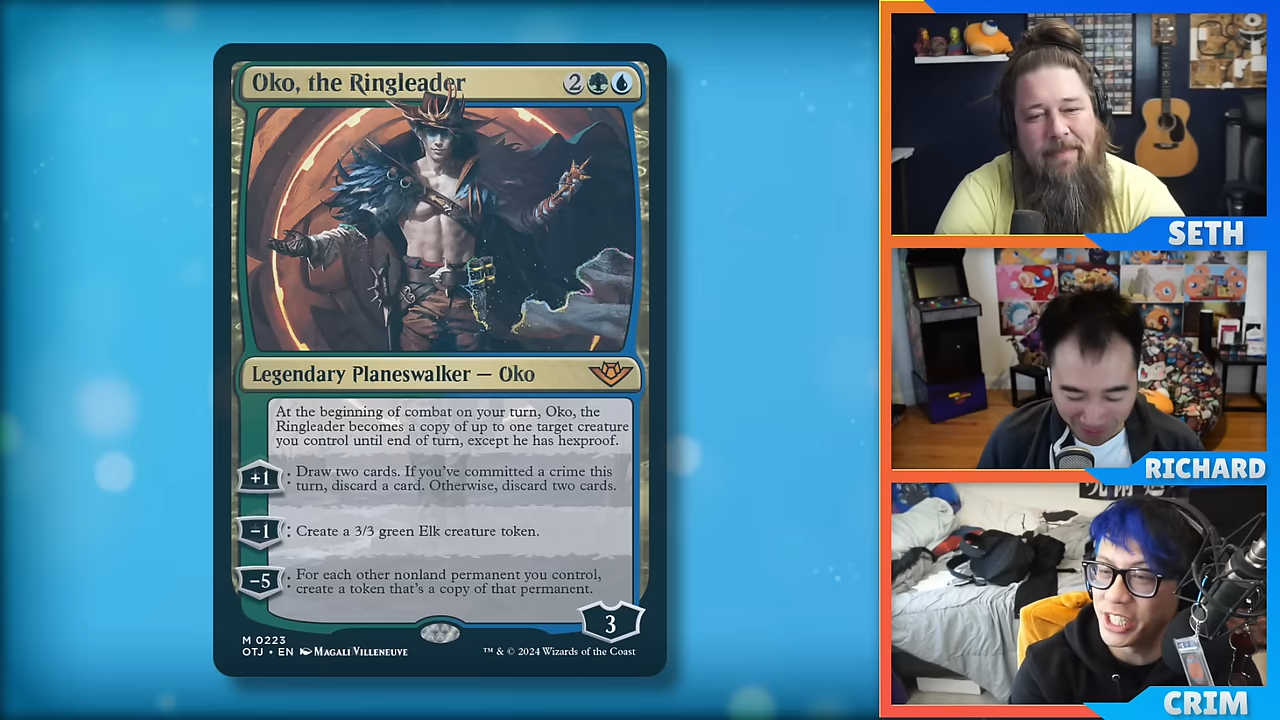 Oko, the Ringleader 2
Legendary Planeswalker — Oko
At the beginning of combat on your turn, Oko, the
Ringleader becomes a copy of up to one target creature
you control until end of turn, except he has hexproof.
+1 : Draw two cards. If you've committed a crime this
turn, discard a card. Otherwise, discard two cards.
−1 : Create a 3/3 green Elk creature token.
−5 : For each other nonland permanent you control,
create a token that's a copy of that permanent.
3
M 0223
OTJ • EN Magali Villeneuve
™ & © 2024 Wizards of the Coast
SETH
RICHARD
CRIM